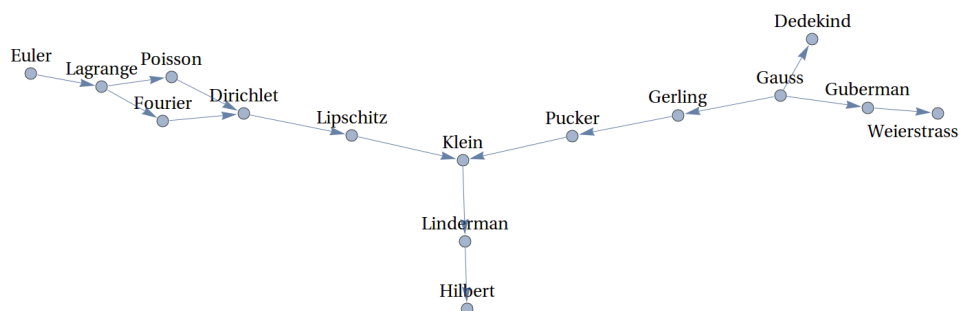 Dedekind
Euler
Poisson
Lagrange
Gauss
Guberman
Fourier
Dirichlet
Gerling
Lipschitz
Pucker
Weierstrass
Klein
Linderman
Hilbert